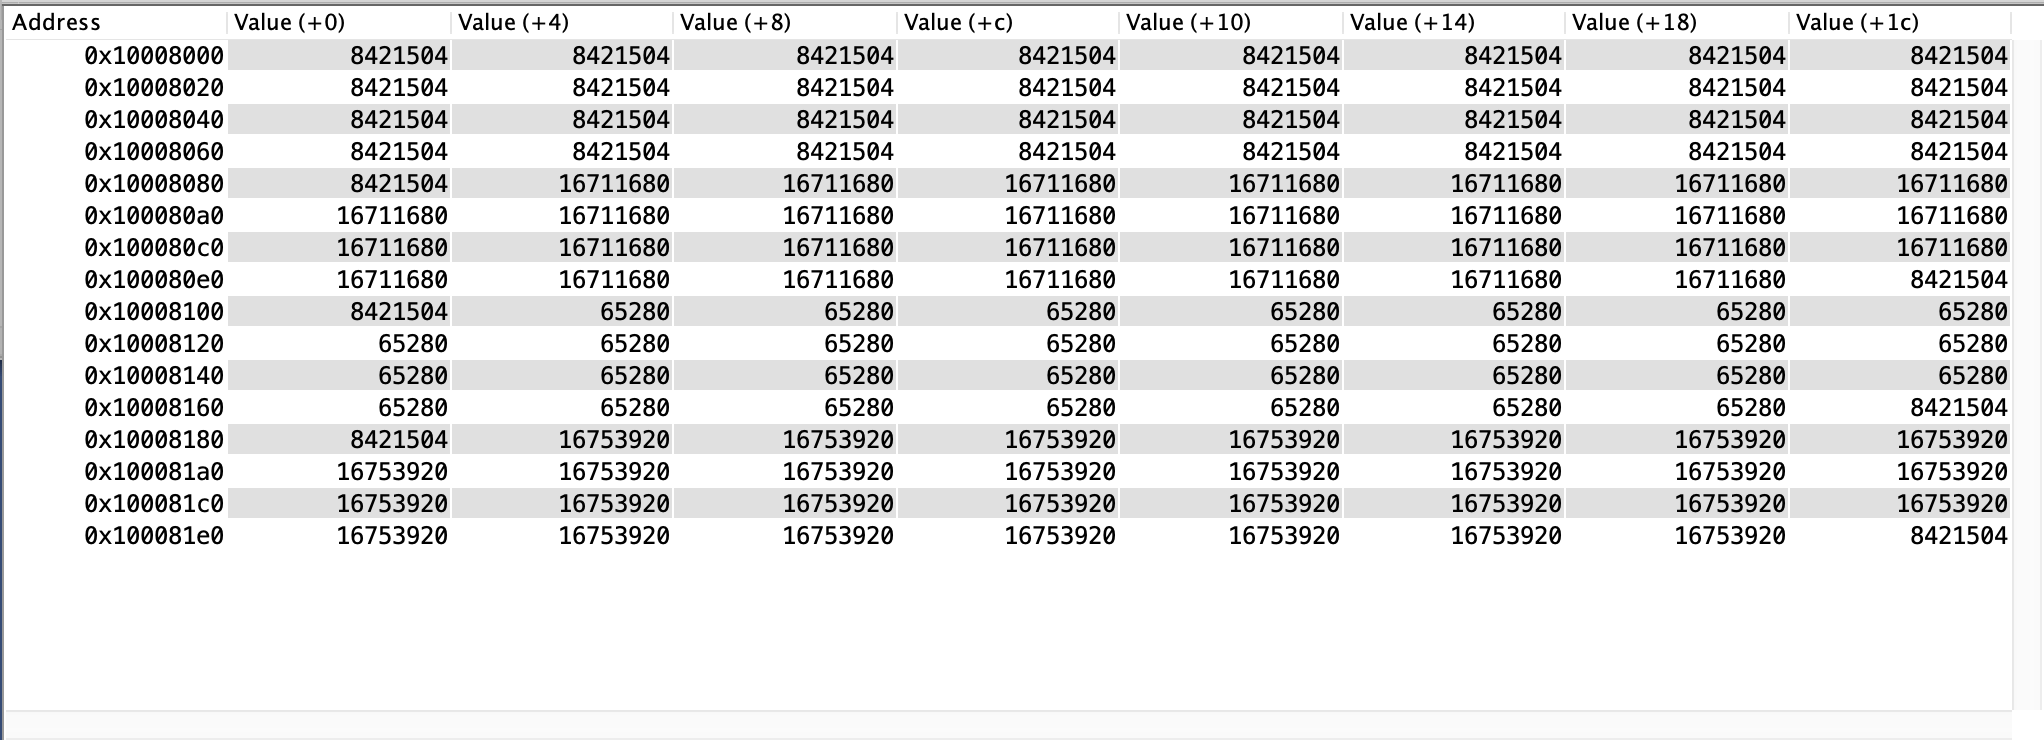 Address Value (+0) Value (+4) Value (+8) Value (+c) Value (+10) Value (+14) Value (+18) Value (+1c)
0x10008000 8421504 8421504 8421504 8421504 8421504 8421504 8421504 8421504
0x10008020 8421504 8421504 8421504 8421504 8421504 8421504 8421504 8421504
0x10008040 8421504 8421504 8421504 8421504 8421504 8421504 8421504 8421504
0x10008060 8421504 8421504 8421504 8421504 8421504 8421504 8421504 8421504
0x10008080 8421504 16711680 16711680 16711680 16711680 16711680 16711680 16711680
0x100080a0 16711680 16711680 16711680 16711680 16711680 16711680 16711680 16711680
0x100080c0 16711680 16711680 16711680 16711680 16711680 16711680 16711680 16711680
0x100080e0 16711680 16711680 16711680 16711680 16711680 16711680 16711680 8421504
0x10008100 8421504 65280 65280 65280 65280 65280 65280 65280
0x10008120 65280 65280 65280 65280 65280 65280 65280 65280
0x10008140 65280 65280 65280 65280 65280 65280 65280 65280
0x10008160 65280 65280 65280 65280 65280 65280 65280 8421504
0x10008180 8421504 16753920 16753920 16753920 16753920 16753920 16753920 16753920
0x100081a0 16753920 16753920 16753920 16753920 16753920 16753920 16753920 16753920
0x100081c0 16753920 16753920 16753920 16753920 16753920 16753920 16753920 16753920
0x100081e0 16753920 16753920 16753920 16753920 16753920 16753920 16753920 8421504